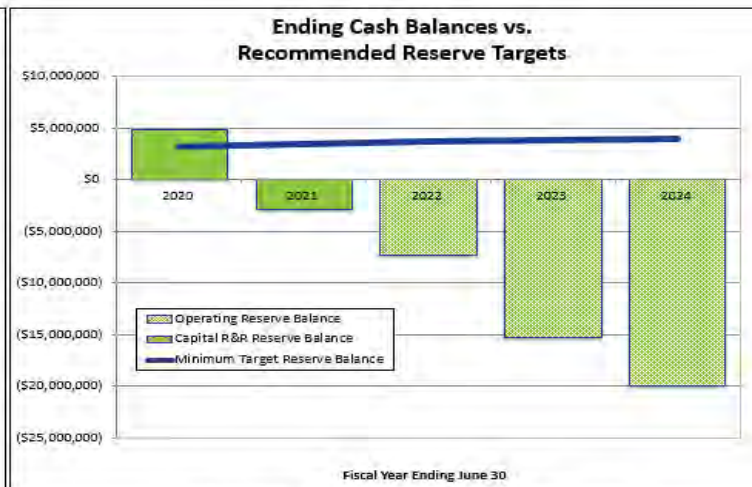 Ending Cash Balances vs.
Recommended Reserve Targets
$10,000,000
$5,000,000
$0
2020 2021 2022 2023 2024
($5,000,000)
($10,000,000)
Operating Reserve Balance
Capital R&R Reserve Balance
Minimum Target Reserve Balance
($15,000,000)
($20,000,000)
($25,000,000)
Fiscal Year Ending June 30